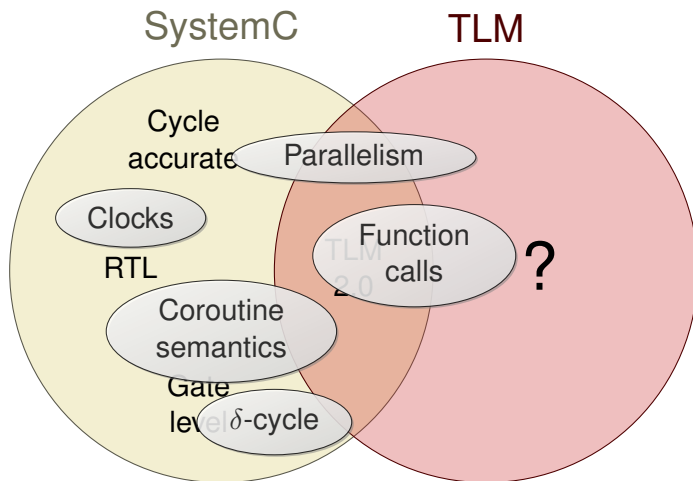 SystemC
TLM
Cycle
accurate
Parallelism
Clocks
Function
calls
TLM
2.0
?
RTL
Coroutine
semantics
Gate
level
δ-cycle